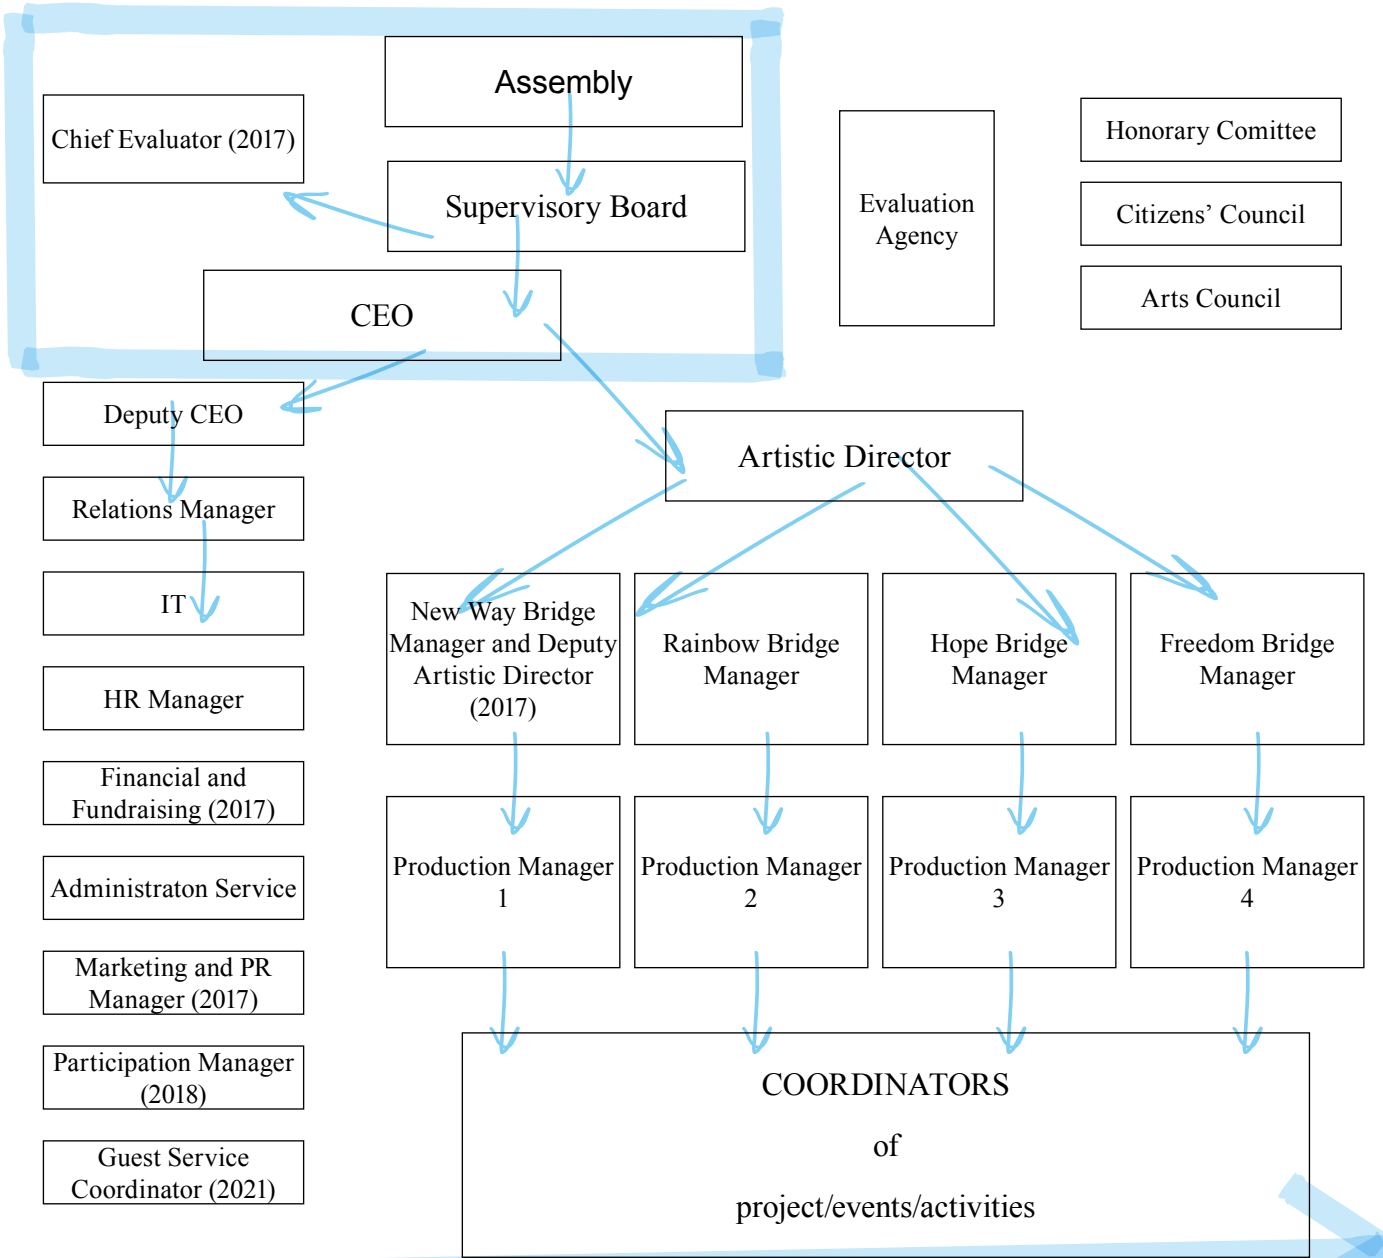 Assembly
Chief Evaluator (2017)
Supervisory Board
CEO
Evaluation
Agency
Honorary Comittee
Citizens’ Council
Arts Council
Deputy CEO
Relations Manager
IT
HR Manager
Financial and
Fundraising (2017)
Administraton Service
Marketing and PR
Manager (2017)
Participation Manager
(2018)
Guest Service
Coordinator (2021)
Artistic Director
New Way Bridge
Manager and Deputy
Artistic Director
(2017)
Rainbow Bridge
Manager
Hope Bridge
Manager
Freedom Bridge
Manager
Production Manager
1
Production Manager
2
Production Manager
3
Production Manager
4
COORDINATORS
of
project/events/activities